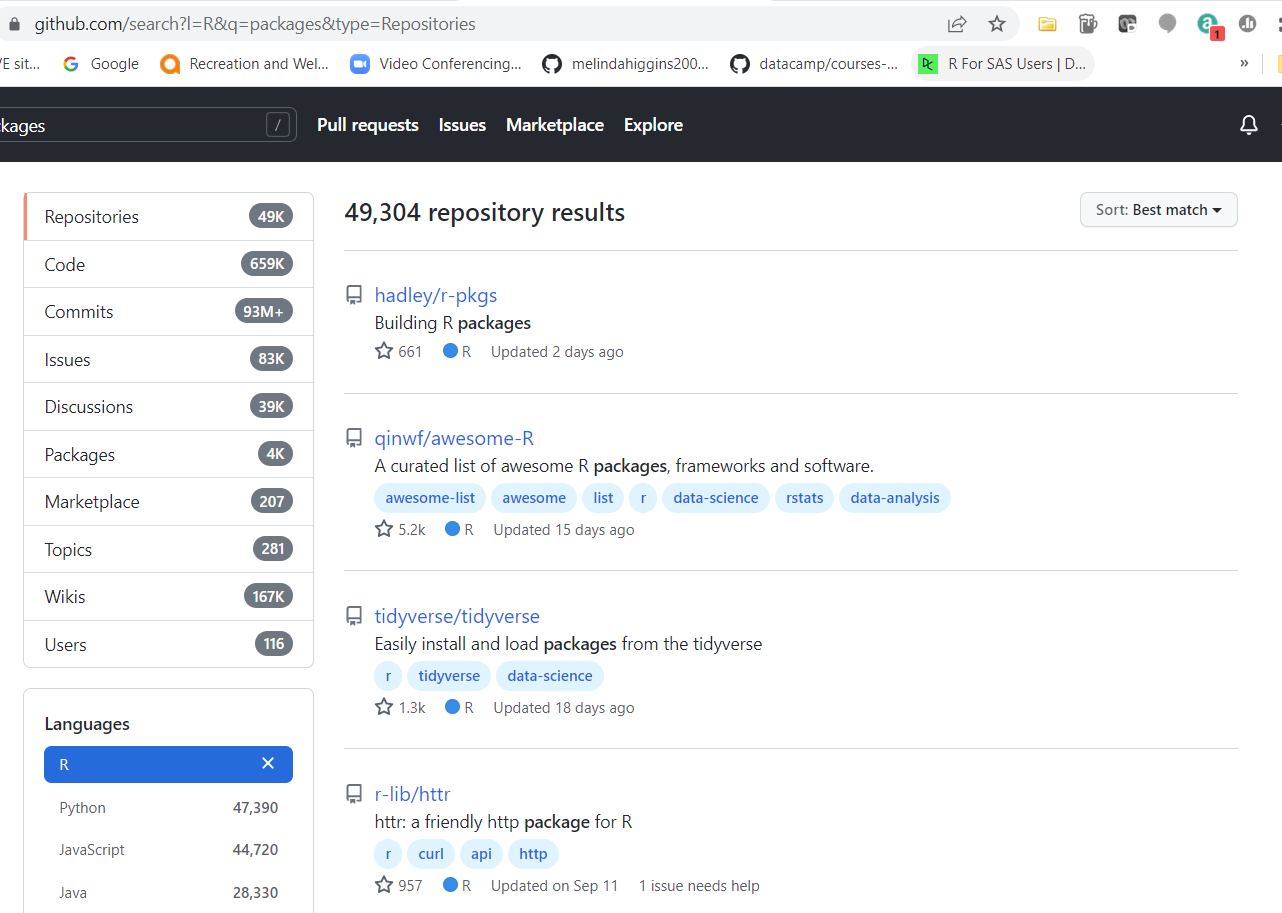 github.com/search?l=R&q=packages&type=Repositories
1
/E sit... Google Recreation and Wel... Video Conferencing... melindahiggins200... datacamp/courses-... R For SAS Users | D... »
kages / Pull requests Issues Marketplace Explore
Repositories 49K
Code 659K
Commits 93M+
Issues 83K
Discussions 39K
Packages 4K
Marketplace 207
Topics 281
Wikis 167K
Users 116
Languages
R ×
Python 47,390
JavaScript 44,720
Java 28,330
49,304 repository results
Sort: Best match
hadley/r-pkgs
Building R packages
661 R Updated 2 days ago
qinwf/awesome-R
A curated list of awesome R packages, frameworks and software.
awesome-list awesome list r data-science rstats data-analysis
5.2k R Updated 15 days ago
tidyverse/tidyverse
Easily install and load packages from the tidyverse
r tidyverse data-science
1.3k R Updated 18 days ago
r-lib/httr
httr: a friendly http package for R
r curl api http
957 R Updated on Sep 11 1 issue needs help